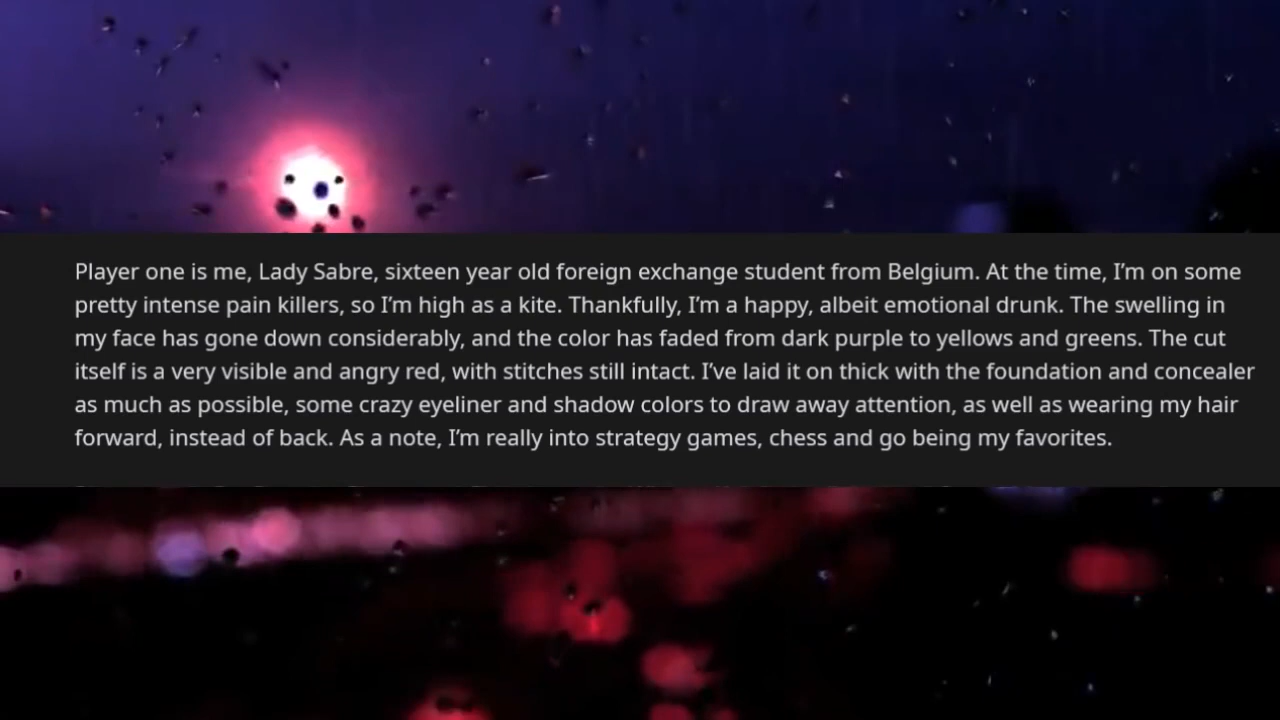 Player one is me, Lady Sabre, sixteen year old foreign exchange student from Belgium. At the time, I’m on some
pretty intense pain killers, so I’m high as a kite. Thankfully, I’m a happy, albeit emotional drunk. The swelling in
my face has gone down considerably, and the color has faded from dark purple to yellows and greens. The cut
itself is a very visible and angry red, with stitches still intact. I’ve laid it on thick with the foundation and concealer
as much as possible, some crazy eyeliner and shadow colors to draw away attention, as well as wearing my hair
forward, instead of back. As a note, I’m really into strategy games, chess and go being my favorites.